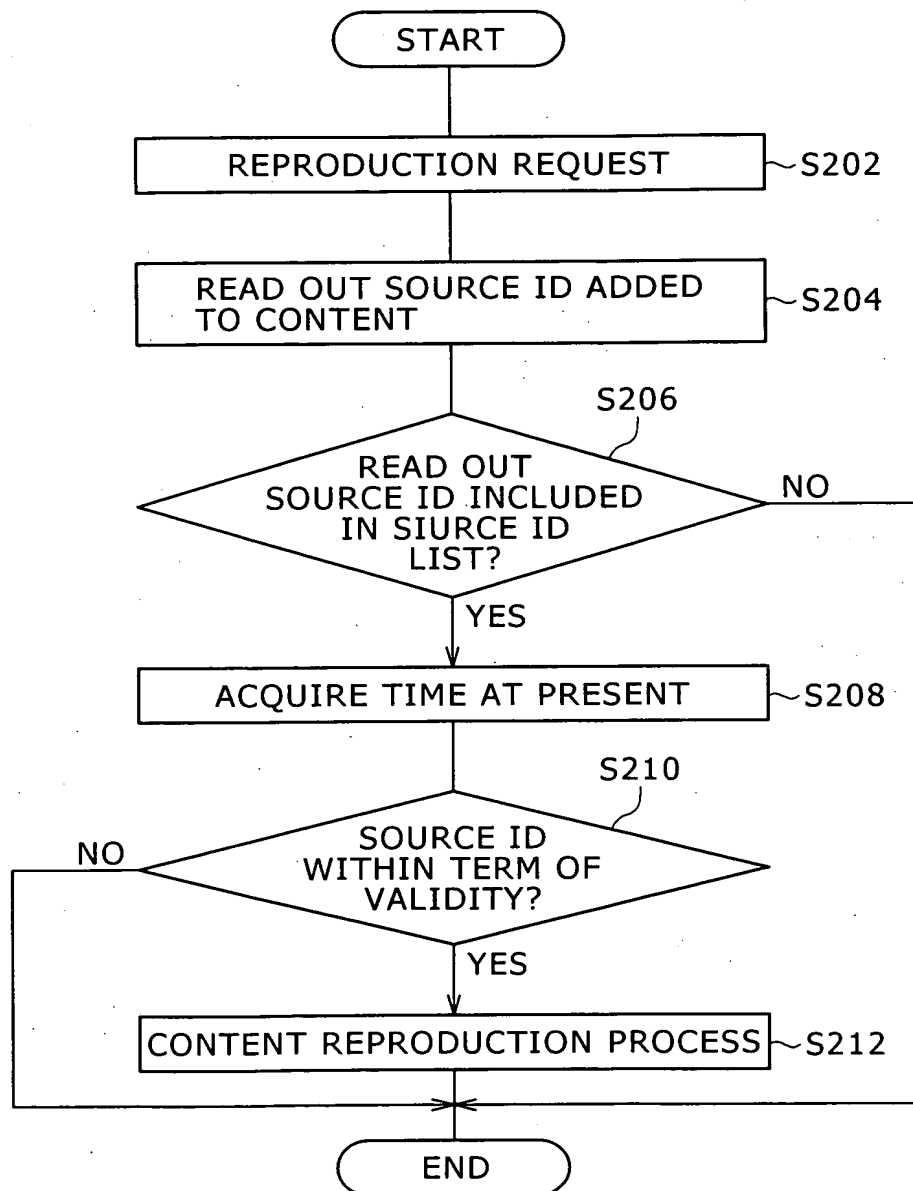 START
REPRODUCTION REQUEST
S202
READ OUT SOURCE ID ADDED
TO CONTENT
S204
S206
READ OUT
SOURCE ID INCLUDED
IN SIURCE ID
LIST?
NO
YES
ACQUIRE TIME AT PRESENT
S208
S210
SOURCE ID
WITHIN TERM OF
VALIDITY?
NO
YES
CONTENT REPRODUCTION PROCESS
S212
END